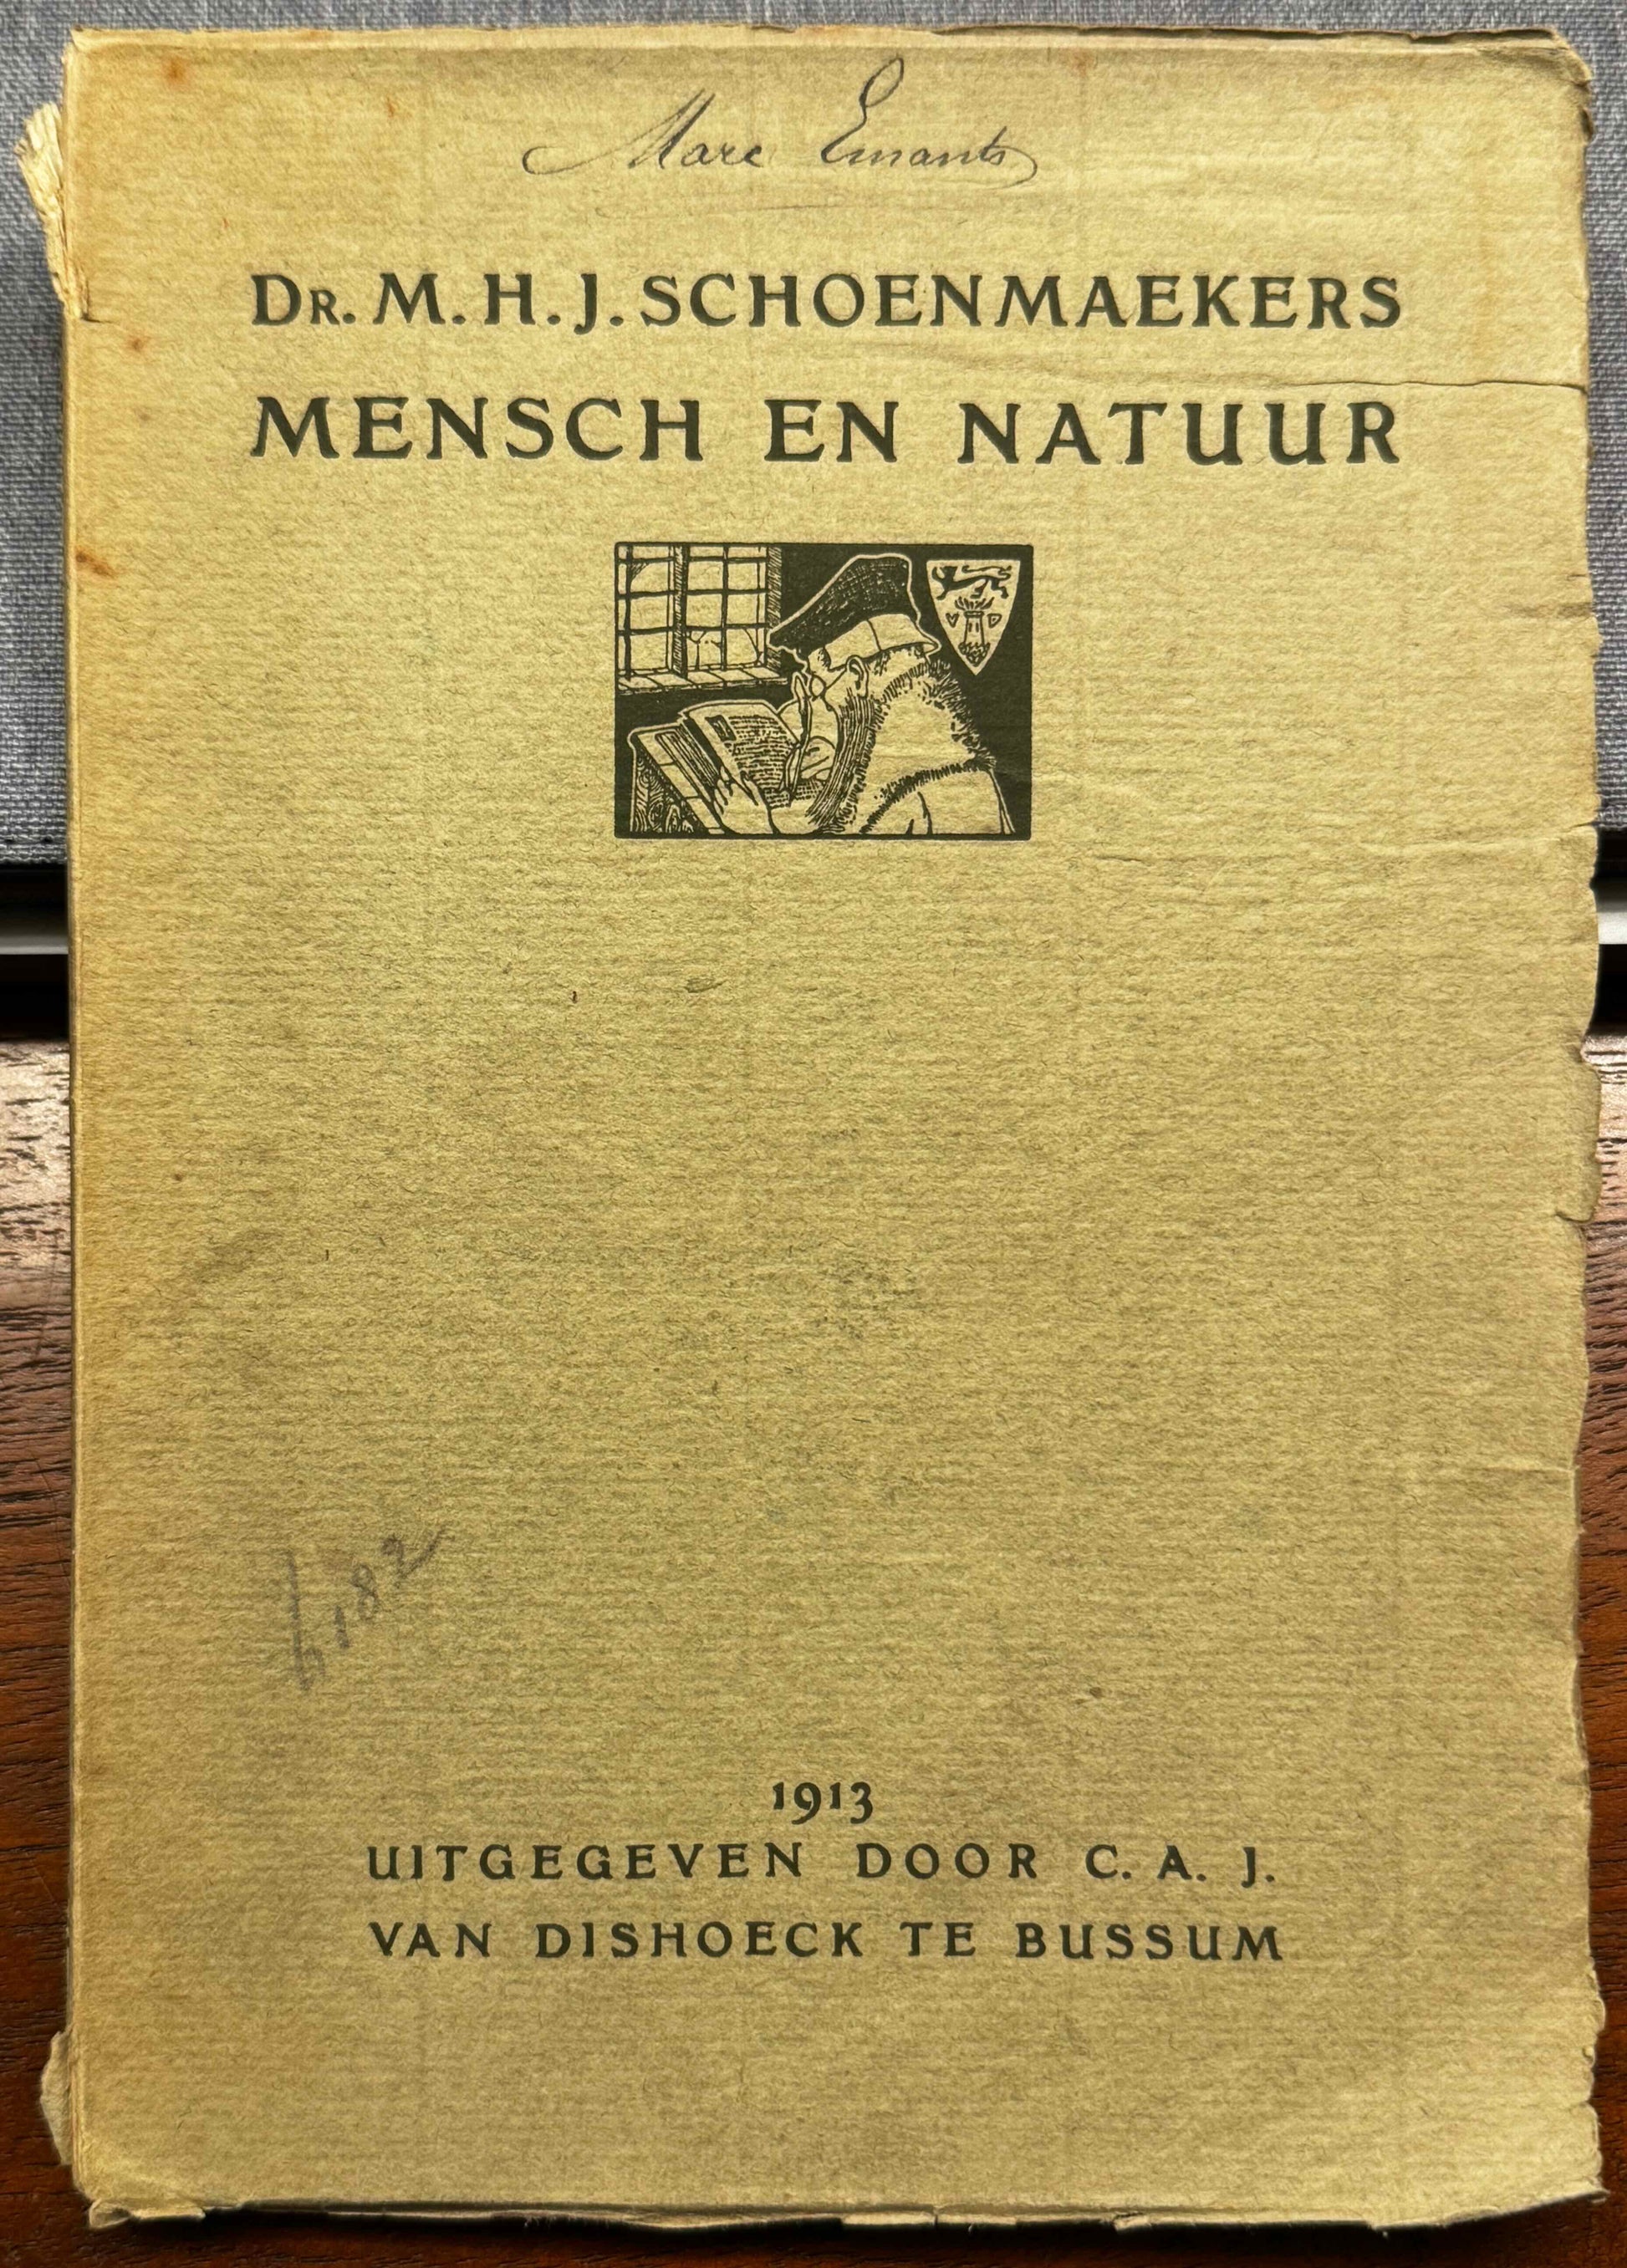 Marc Emants
DR. M. H. J. SCHOENMAEKERS
MENSCH EN NATUUR
1913
UITGEGEVEN DOOR C. A. J.
VAN DISHOECK TE BUSSUM